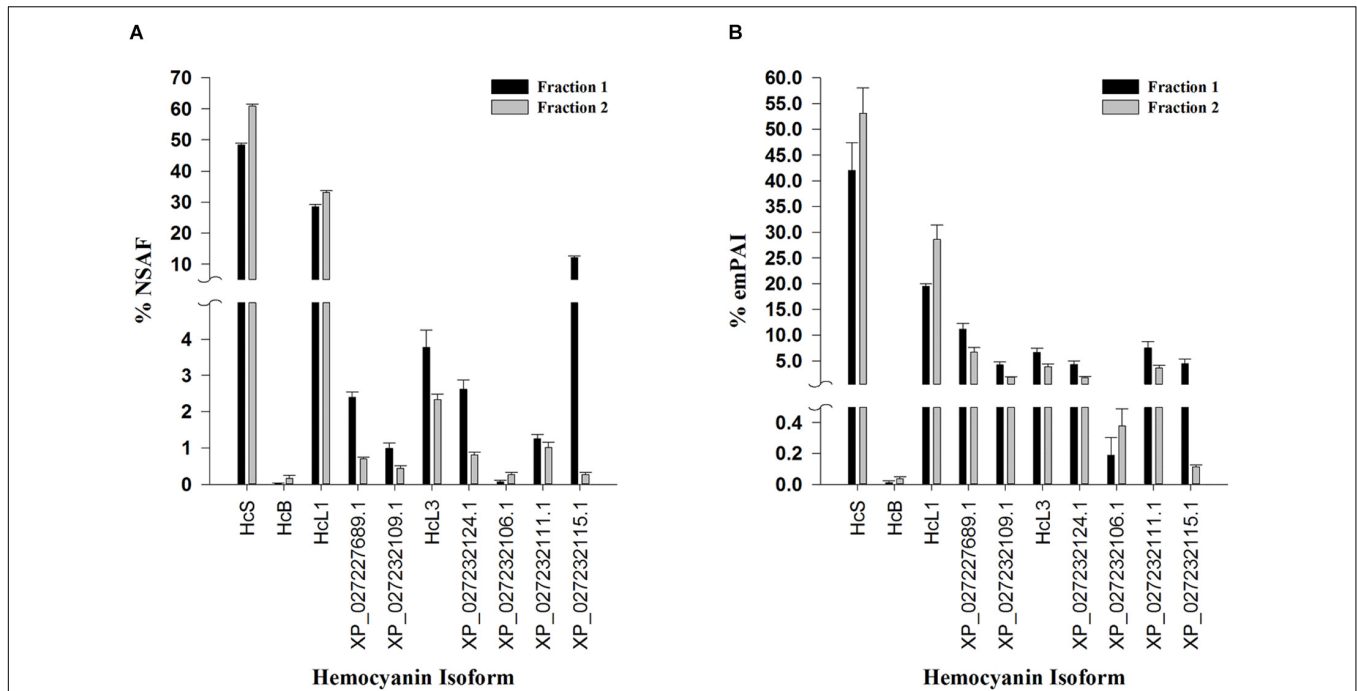 A
70
60
50
40
30
20
10
4
3
2
1
0
% NSAF
Fraction 1
Fraction 2
HcS
HcB
HcL1
XP_027227689.1
XP_027232109.1
HcL3
XP_027232124.1
XP_027232106.1
XP_027232111.1
XP_027232115.1
Hemocyanin Isoform
B
60.0
55.0
50.0
45.0
40.0
35.0
30.0
25.0
20.0
15.0
10.0
5.0
0.4
0.2
0.0
% emPAI
Fraction 1
Fraction 2
HcS
HcB
HcL1
XP_027227689.1
XP_027232109.1
HcL3
XP_027232124.1
XP_027232106.1
XP_027232111.1
XP_027232115.1
Hemocyanin Isoform